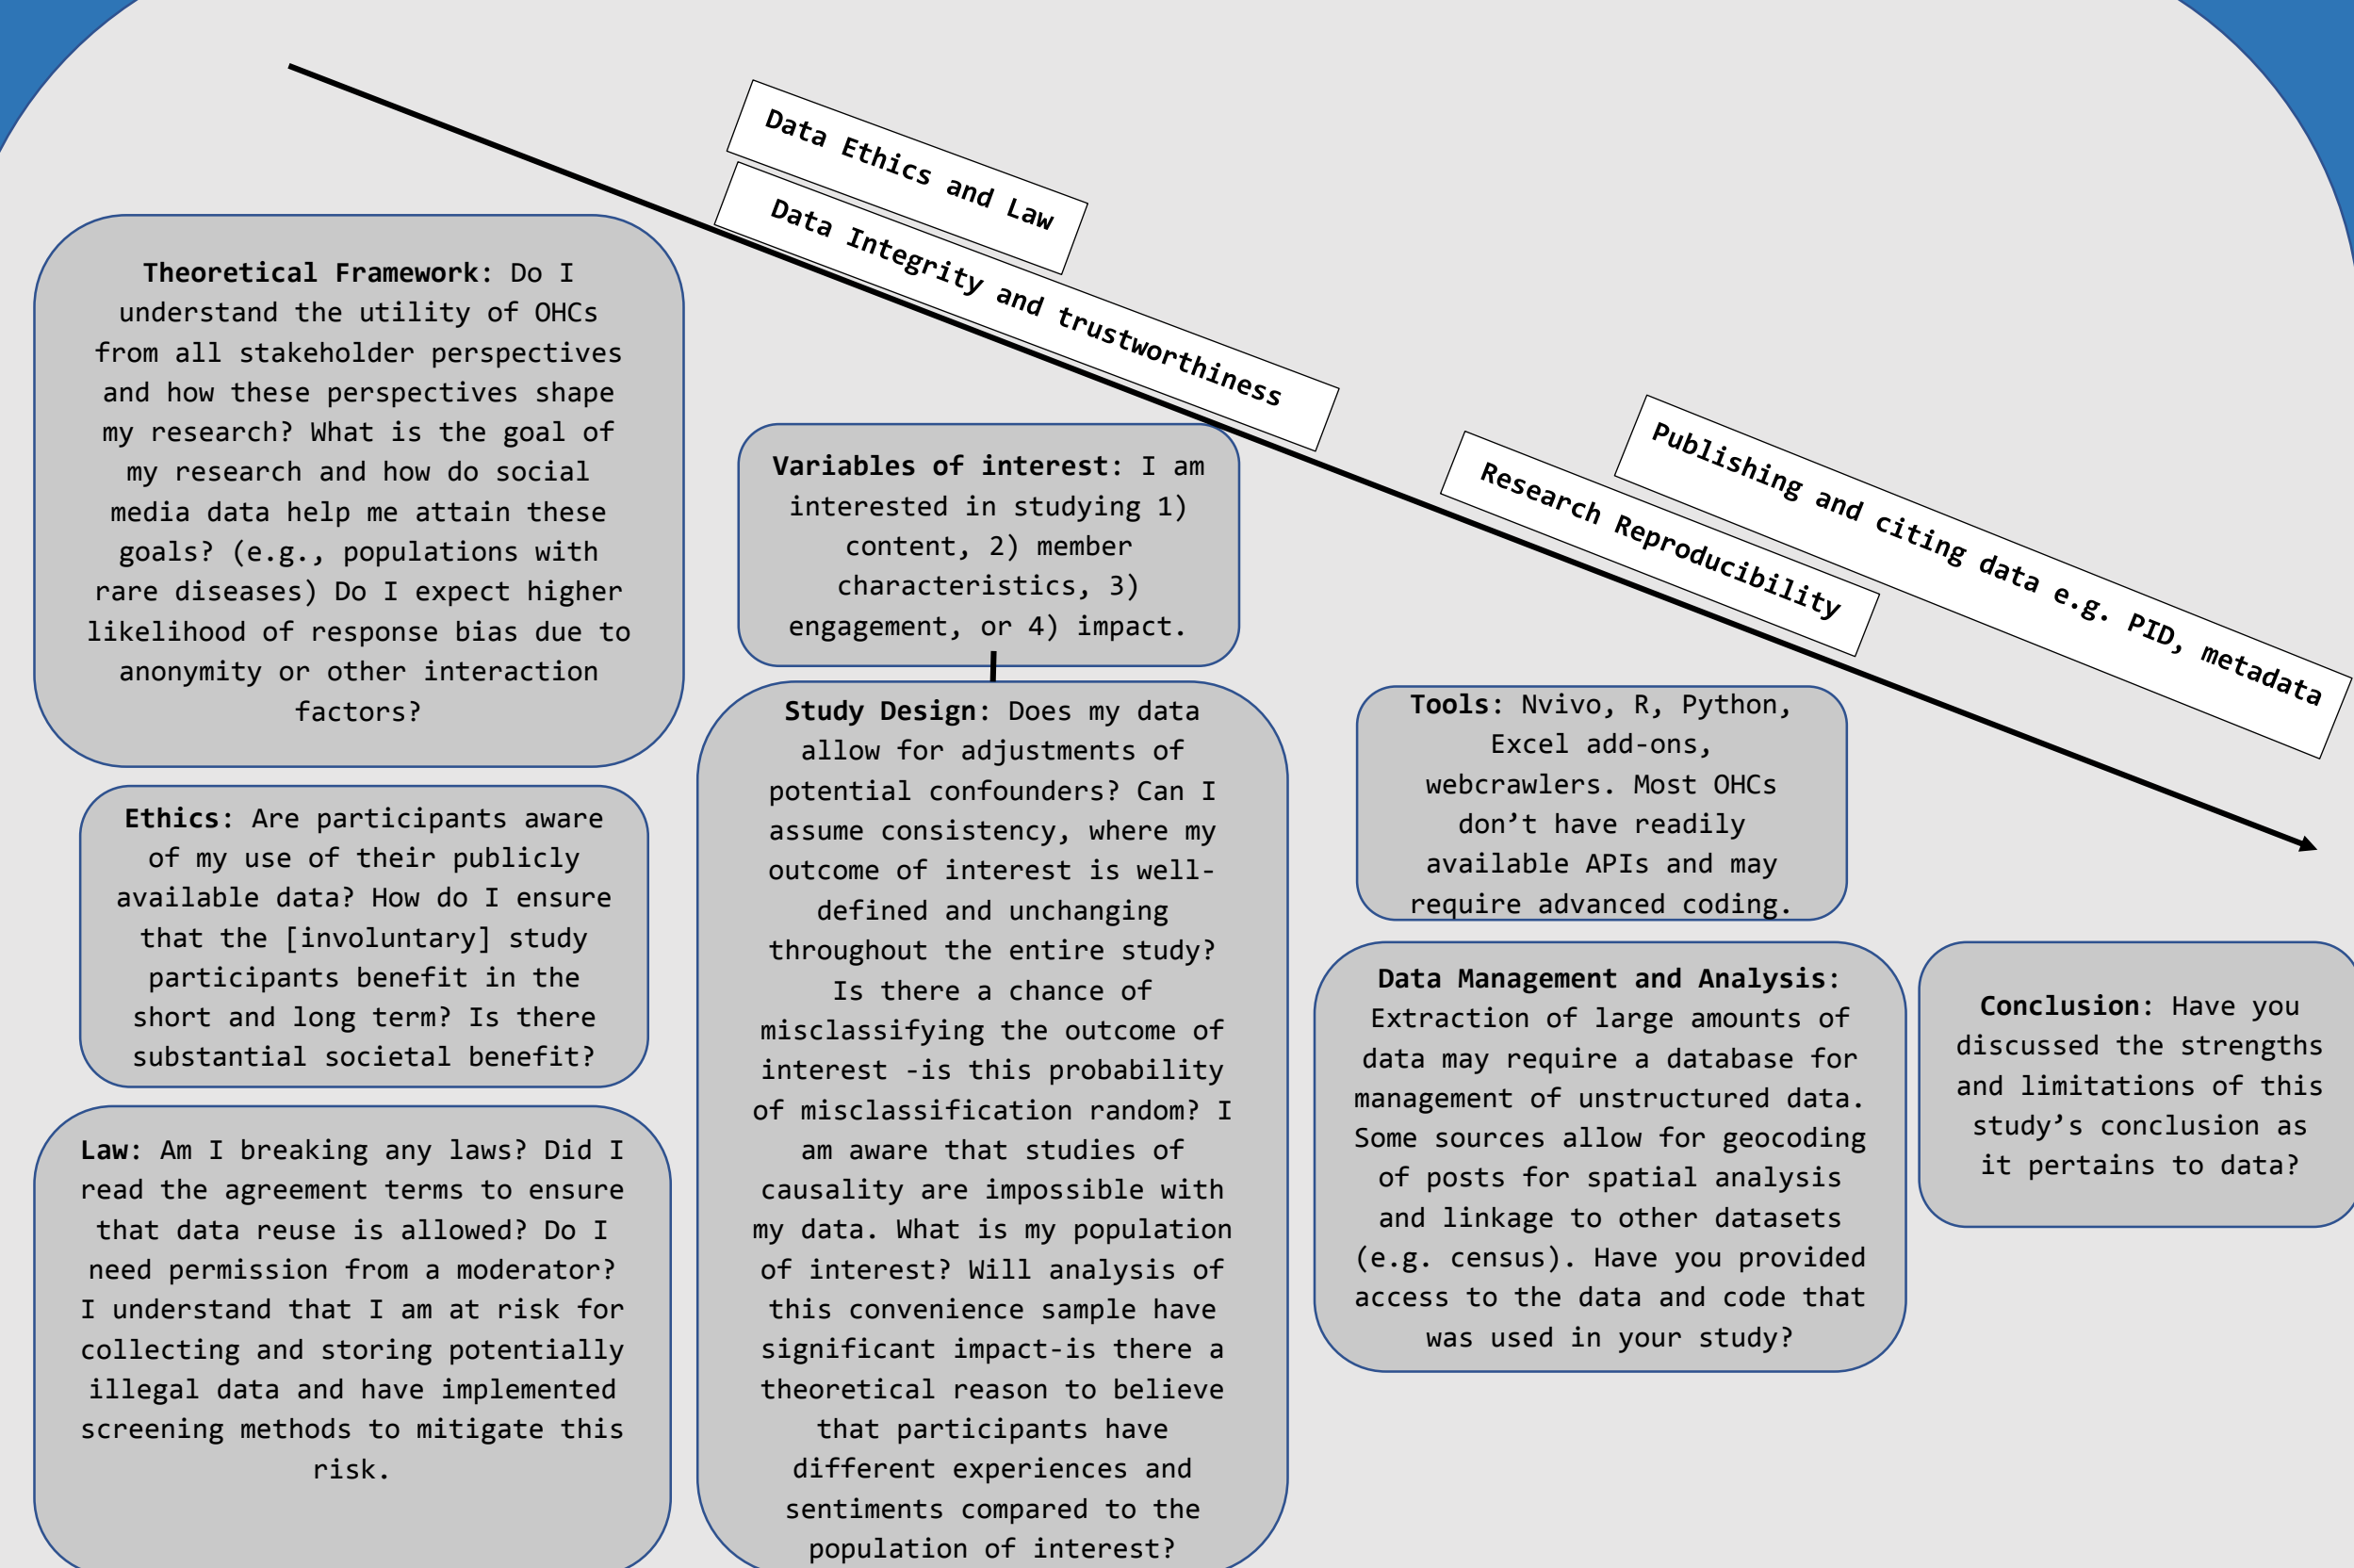 Data Ethics and Law
Data Integrity and trustworthiness
Research Reproducibility
Publishing and citing data e.g. PID, metadata
Theoretical Framework: Do I
understand the utility of OHCs
from all stakeholder perspectives
and how these perspectives shape
my research? What is the goal of
my research and how do social
media data help me attain these
goals? (e.g., populations with
rare diseases) Do I expect higher
likelihood of response bias due to
anonymity or other interaction
factors?
Ethics: Are participants aware
of my use of their publicly
available data? How do I ensure
that the [involuntary] study
participants benefit in the
short and long term? Is there
substantial societal benefit?
Law: Am I breaking any laws? Did I
read the agreement terms to ensure
that data reuse is allowed? Do I
need permission from a moderator?
I understand that I am at risk for
collecting and storing potentially
illegal data and have implemented
screening methods to mitigate this
risk.
Variables of interest: I am
interested in studying 1)
content, 2) member
characteristics, 3)
engagement, or 4) impact.
Study Design: Does my data
allow for adjustments of
potential confounders? Can I
assume consistency, where my
outcome of interest is well-
defined and unchanging
throughout the entire study?
Is there a chance of
misclassifying the outcome of
interest -is this probability
of misclassification random? I
am aware that studies of
causality are impossible with
my data. What is my population
of interest? Will analysis of
this convenience sample have
significant impact-is there a
theoretical reason to believe
that participants have
different experiences and
sentiments compared to the
population of interest?
Tools: Nvivo, R, Python,
Excel add-ons,
webcrawlers. Most OHCs
don’t have readily
available APIs and may
require advanced coding.
Data Management and Analysis:
Extraction of large amounts of
data may require a database for
management of unstructured data.
Some sources allow for geocoding
of posts for spatial analysis
and linkage to other datasets
(e.g. census). Have you provided
access to the data and code that
was used in your study?
Conclusion: Have you
discussed the strengths
and limitations of this
study’s conclusion as
it pertains to data?